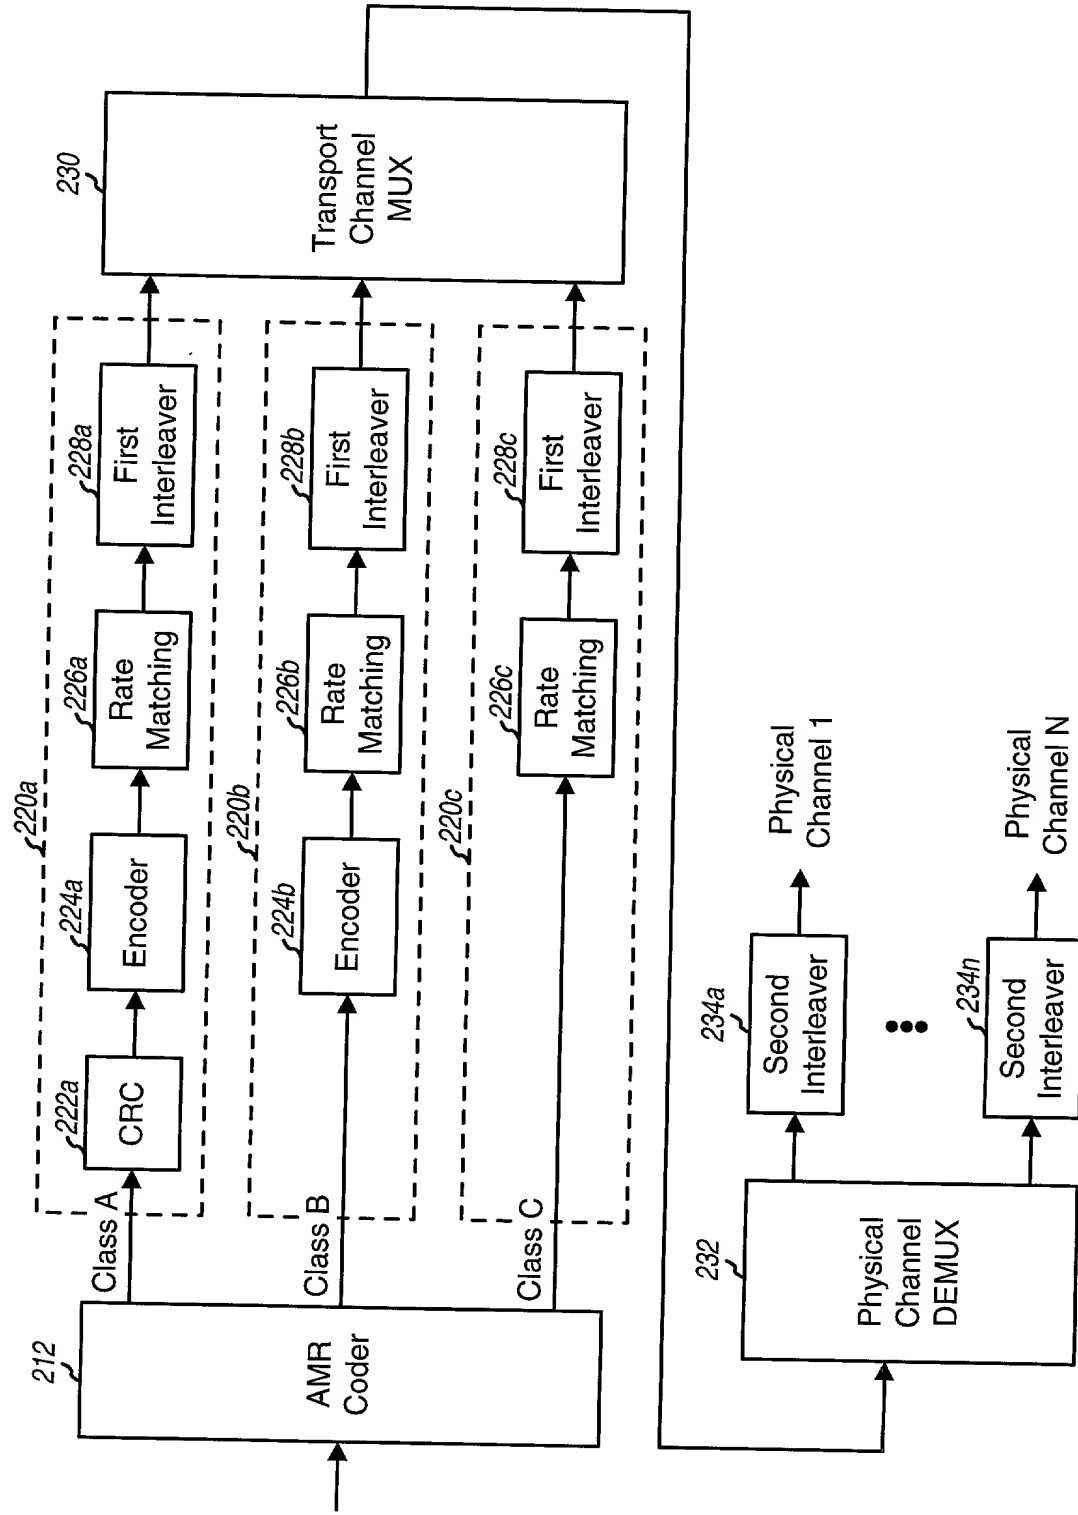 212
AMR
Coder
Class A
Class B
Class C
220a
222a
CRC
224a
Encoder
226a
Rate
Matching
228a
First
Interleaver
220b
224b
Encoder
226b
Rate
Matching
228b
First
Interleaver
220c
226c
Rate
Matching
228c
First
Interleaver
230
Transport
Channel
MUX
232
Physical
Channel
DEMUX
234a
Second
Interleaver
Physical
Channel 1
234n
Second
Interleaver
Physical
Channel N